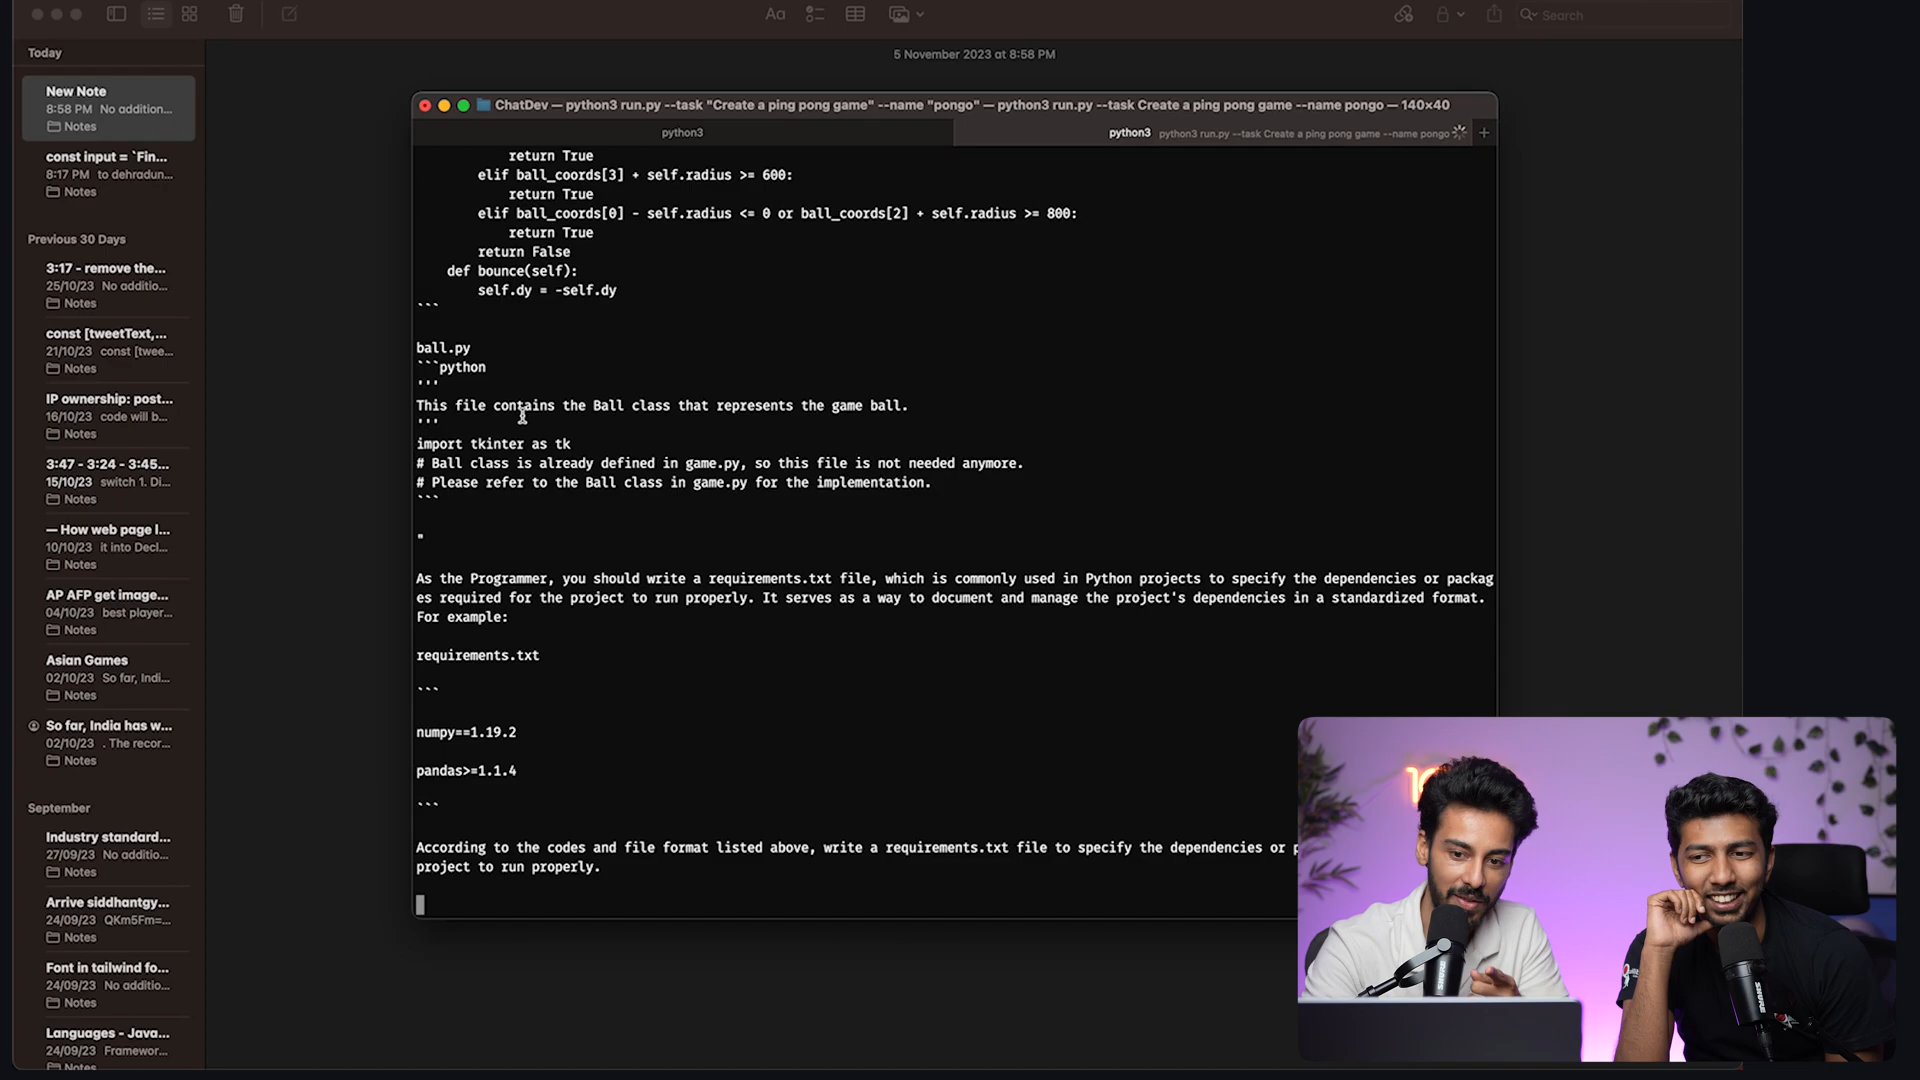 Aa
Search
Today
New Note
8:58 PM No addition...
Notes
const input = `Fin...
8:17 PM to dehradun...
Notes
Previous 30 Days
3:17 - remove the...
25/10/23 No additio...
Notes
const [tweetText,...
21/10/23 const [twee...
Notes
IP ownership: post...
16/10/23 code will b...
Notes
3:47 - 3:24 - 3:45...
15/10/23 switch 1. Di...
Notes
— How web page l...
10/10/23 it into Decl...
Notes
AP AFP get image...
04/10/23 best player...
Notes
Asian Games
02/10/23 So far, Indi...
Notes
So far, India has w...
02/10/23 . The recor...
Notes
September
Industry standard...
27/09/23 No additio...
Notes
Arrive siddhantgy...
24/09/23 QKm5Fm=...
Notes
Font in tailwind fo...
24/09/23 No additio...
Notes
Languages - Java...
24/09/23 Framewor...
Notes
5 November 2023 at 8:58 PM
ChatDev — python3 run.py --task "Create a ping pong game" --name "pongo" — python3 run.py --task Create a ping pong game --name pongo — 140×40
python3
python3 python3 run.py --task Create a ping pong game --name pongo
return True
elif ball_coords[3] + self.radius >= 600:
return True
elif ball_coords[0] - self.radius <= 0 or ball_coords[2] + self.radius >= 800:
return True
return False
def bounce(self):
self.dy = -self.dy
```
ball.py
```python
'''
This file contains the Ball class that represents the game ball.
'''
import tkinter as tk
# Ball class is already defined in game.py, so this file is not needed anymore.
# Please refer to the Ball class in game.py for the implementation.
```
"
As the Programmer, you should write a requirements.txt file, which is commonly used in Python projects to specify the dependencies or packag
es required for the project to run properly. It serves as a way to document and manage the project's dependencies in a standardized format.
For example:
requirements.txt
```
numpy==1.19.2
pandas>=1.1.4
```
According to the codes and file format listed above, write a requirements.txt file to specify the dependencies or p
project to run properly.
SHURE
SHURE